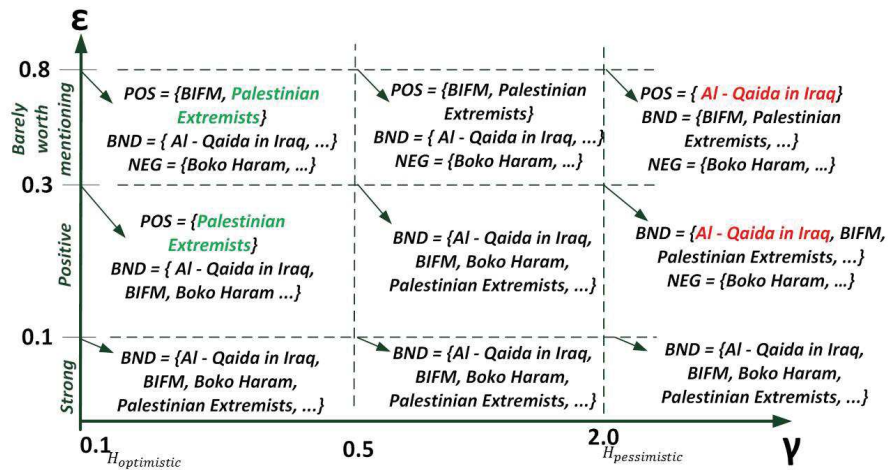 ε
0.8
Barely worth mentioning
POS = {BIFM, Palestinian
Extremists}
BND = { Al - Qaida in Iraq, ...}
NEG = {Boko Haram, ...}
POS = {BIFM, Palestinian
Extremists}
BND = { Al - Qaida in Iraq, ...}
NEG = {Boko Haram, ...}
POS = { Al - Qaida in Iraq}
BND = {BIFM, Palestinian
Extremists, ...}
NEG = {Boko Haram, ...}
0.3
Positive
POS = {Palestinian
Extremists}
BND = { Al - Qaida in Iraq,
BIFM, Boko Haram ...}
BND = {Al - Qaida in Iraq,
BIFM, Boko Haram,
Palestinian Extremists, ...}
BND = {Al - Qaida in Iraq, BIFM,
Palestinian Extremists, ...}
NEG = {Boko Haram, ...}
0.1
Strong
BND = {Al - Qaida in Iraq,
BIFM, Boko Haram,
Palestinian Extremists, ...}
BND = {Al - Qaida in Iraq,
BIFM, Boko Haram,
Palestinian Extremists, ...}
BND = {Al - Qaida in Iraq,
BIFM, Boko Haram,
Palestinian Extremists, ...}
0.1 0.5 2.0 γ
H optimistic H pessimistic